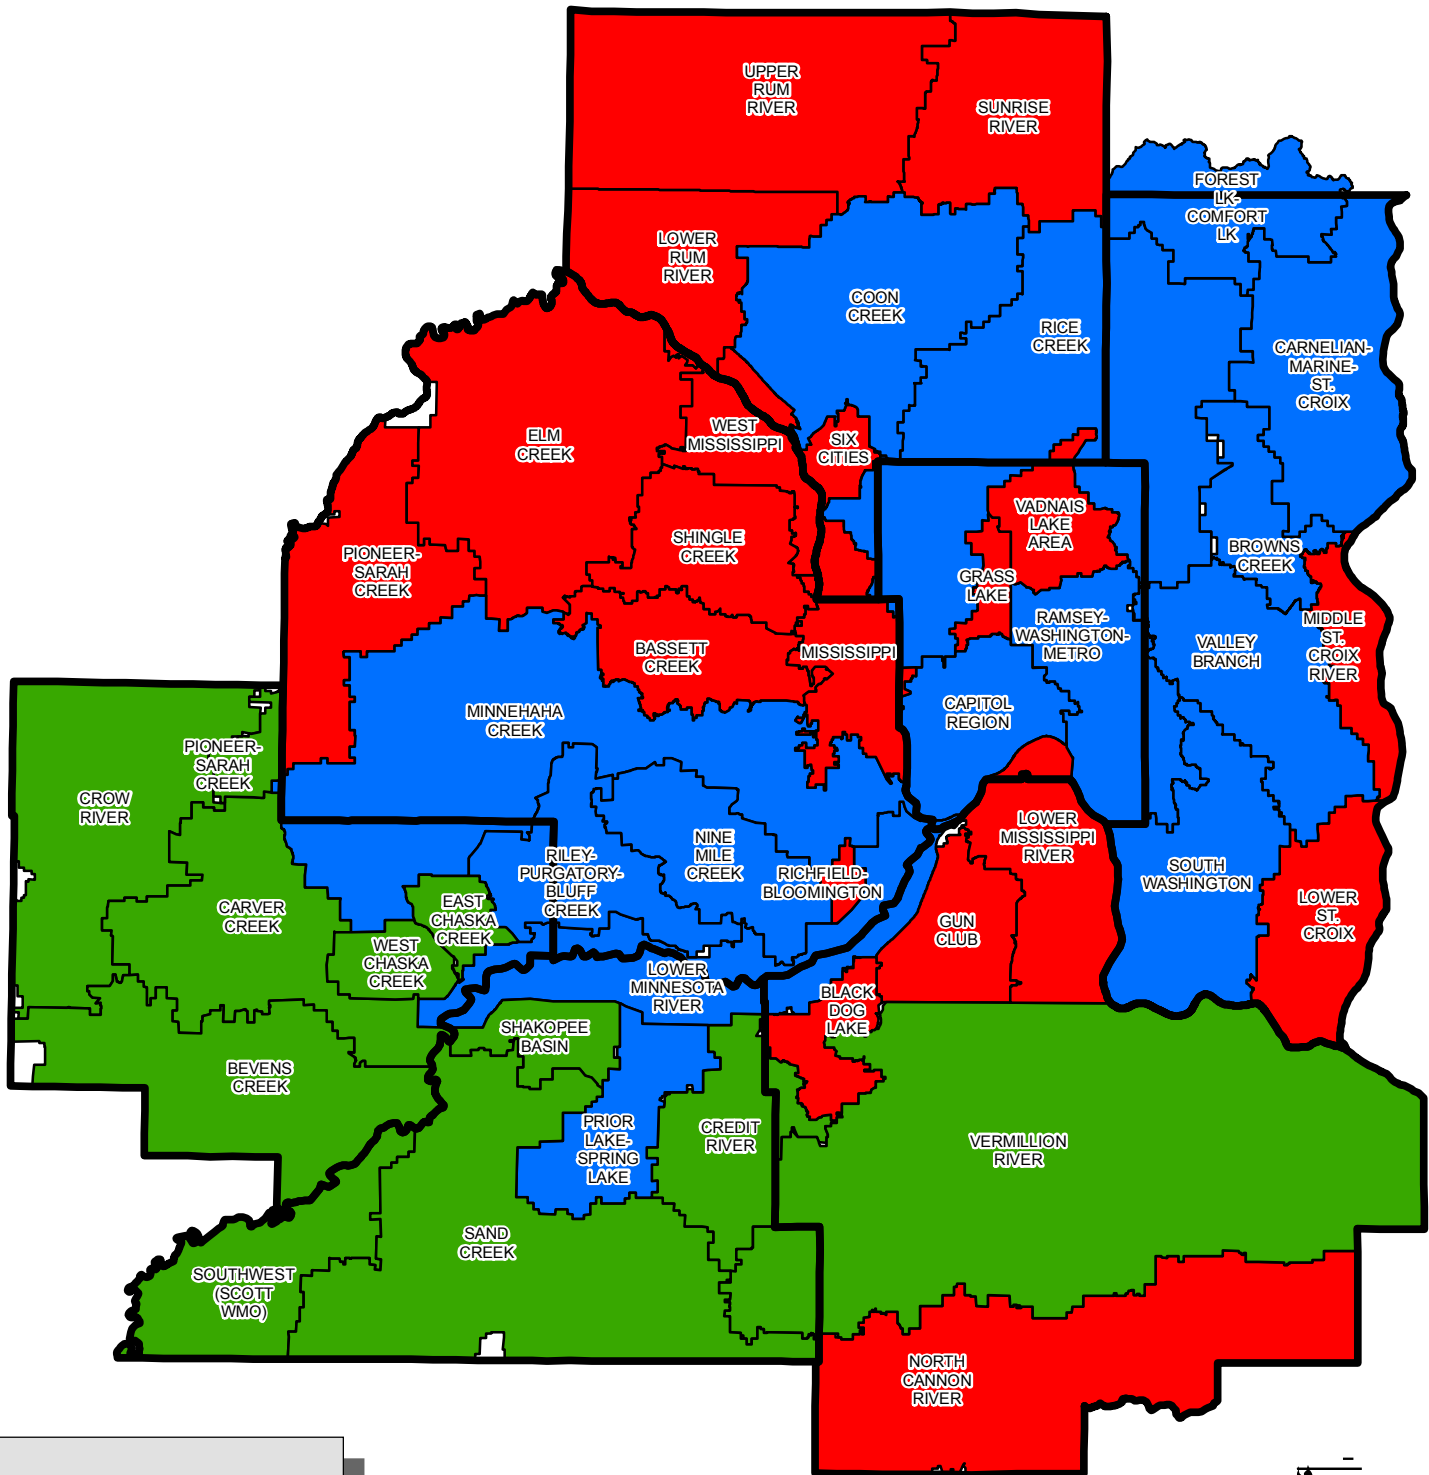 UPPER
RUM
RIVER
SUNRISE
RIVER
FOREST
LK-
COMFORT
LK
LOWER
RUM
RIVER
COON
CREEK
RICE
CREEK
CARNELIAN-
MARINE-
ST.
CROIX
ELM
CREEK
WEST
MISSISSIPPI
SIX
CITIES
VADNAIS
LAKE
AREA
SHINGLE
CREEK
PIONEER-
SARAH
CREEK
GRASS
LAKE
BROWNS
CREEK
RAMSEY-
WASHINGTON-
METRO
MIDDLE
ST.
CROIX
RIVER
VALLEY
BRANCH
BASSETT
CREEK
MISSISSIPPI
MINNEHAHA
CREEK
CAPITOL
REGION
PIONEER-
SARAH
CREEK
CROW
RIVER
LOWER
MISSISSIPPI
RIVER
NINE
MILE
CREEK
RILEY-
PURGATORY-
BLUFF
CREEK
RICHFIELD-
BLOOMINGTON
SOUTH
WASHINGTON
LOWER
ST.
CROIX
CARVER
CREEK
EAST
CHASKA
CREEK
GUN
CLUB
WEST
CHASKA
CREEK
LOWER
MINNESOTA
RIVER
BLACK
DOG
LAKE
SHAKOPEE
BASIN
BEVENS
CREEK
PRIOR
LAKE-
SPRING
LAKE
CREDIT
RIVER
VERMILLION
RIVER
SAND
CREEK
SOUTHWEST
(SCOTT
WMO)
NORTH
CANNON
RIVER